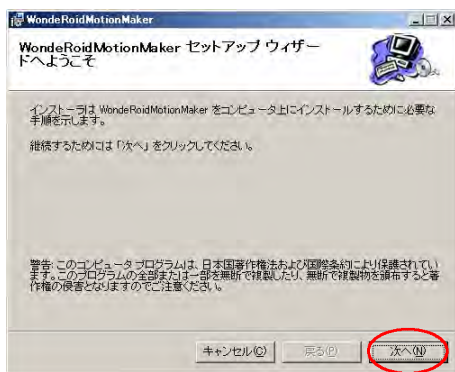 WondeRoidMotionMaker
WondeRoidMotionMaker セットアップ ウィザー
ドへようこそ
インストーラは WondeRoidMotionMaker をコンピュータ上にインストールするために必要な
手順を示します。
継続するためには「次へ」をクリックしてください。
警告: このコンピュータ プログラムは、日本国著作権法および国際条約により保護されてい
ます。このプログラムの全部または一部を無断で複製したり、無断で複製物を頒布すると著
作権の侵害となりますのでご注意ください。
キャンセル(C) 戻る(P) 次へ(N)